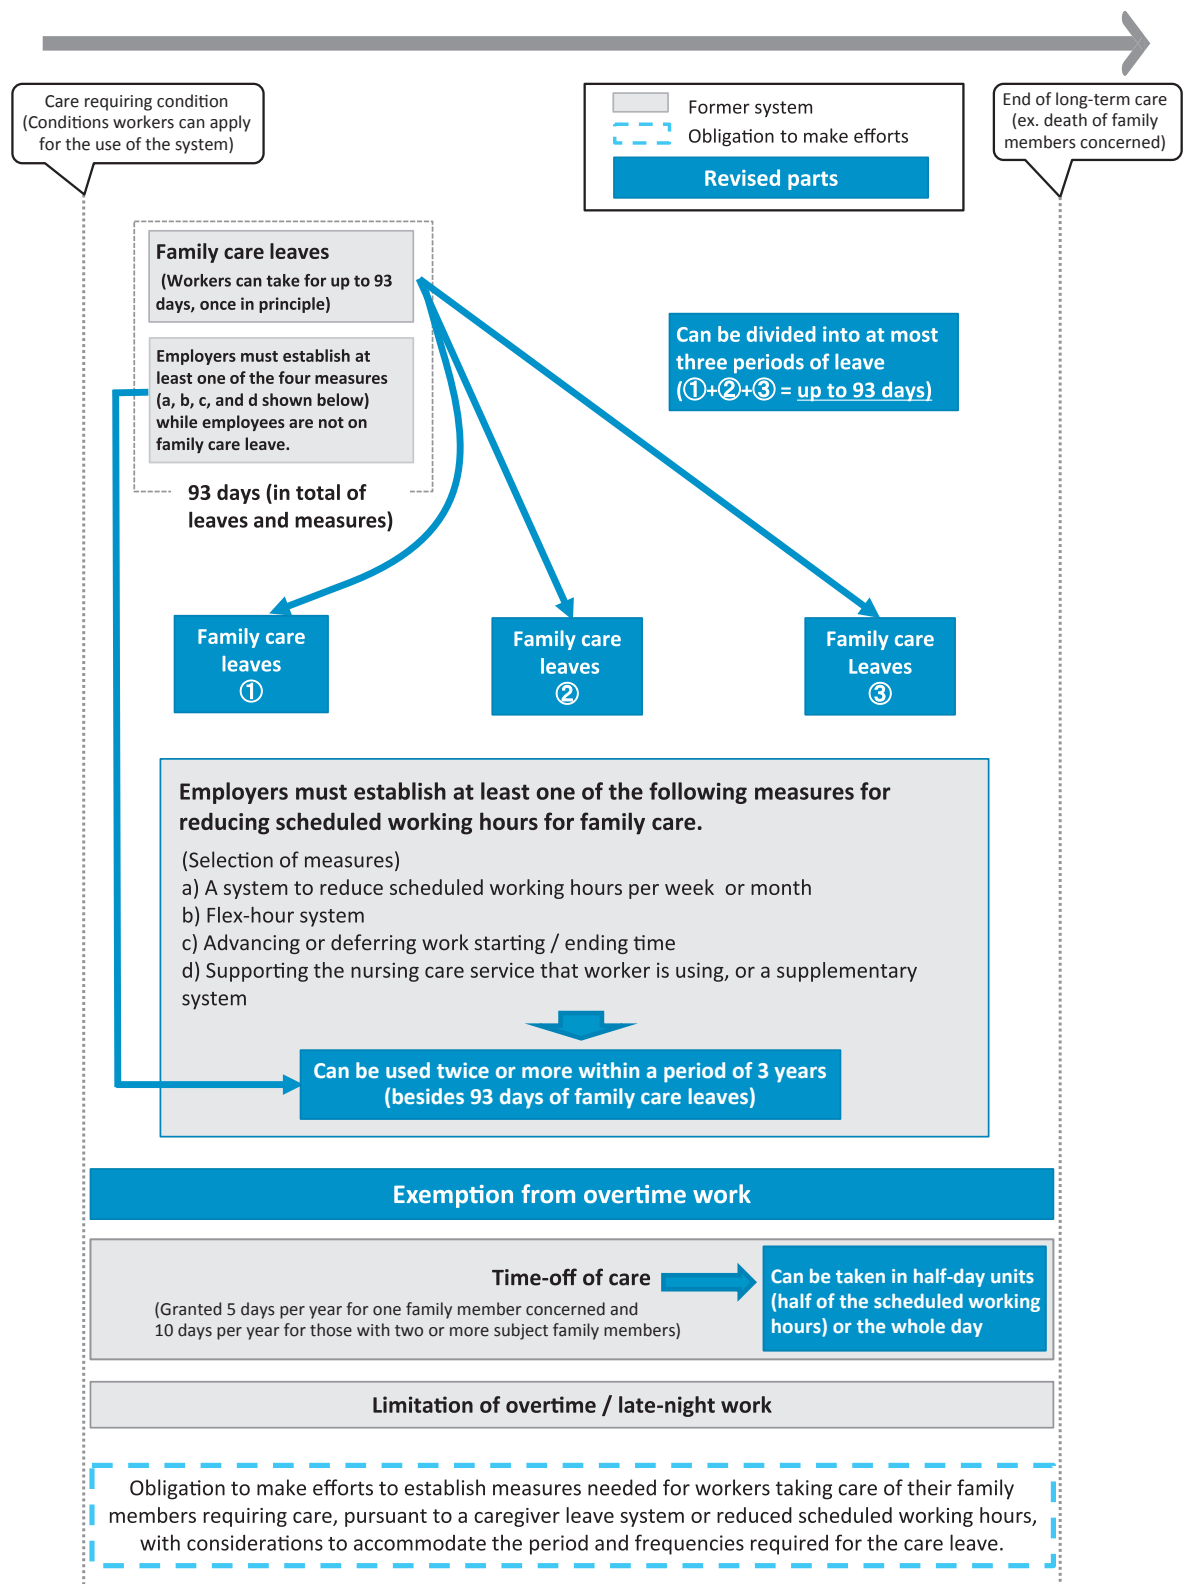 Care requiring condition
(Conditions workers can apply
for the use of the system)
Former system
Obligation to make efforts
Revised parts
End of long-term care
(ex. death of family
members concerned)
Family care leaves
(Workers can take for up to 93
days, once in principle)
Employers must establish at
least one of the four measures
(a, b, c, and d shown below)
while employees are not on
family care leave.
93 days (in total of
leaves and measures)
Can be divided into at most
three periods of leave
(①+②+③ = up to 93 days)
Family care
leaves
①
Family care
leaves
②
Family care
Leaves
③
Employers must establish at least one of the following measures for
reducing scheduled working hours for family care.
(Selection of measures)
a) A system to reduce scheduled working hours per week or month
b) Flex-hour system
c) Advancing or deferring work starting / ending time
d) Supporting the nursing care service that worker is using, or a supplementary
system
Can be used twice or more within a period of 3 years
(besides 93 days of family care leaves)
Exemption from overtime work
Time-off of care
(Granted 5 days per year for one family member concerned and
10 days per year for those with two or more subject family members)
Can be taken in half-day units
(half of the scheduled working
hours) or the whole day
Limitation of overtime / late-night work
Obligation to make efforts to establish measures needed for workers taking care of their family
members requiring care, pursuant to a caregiver leave system or reduced scheduled working hours,
with considerations to accommodate the period and frequencies required for the care leave.